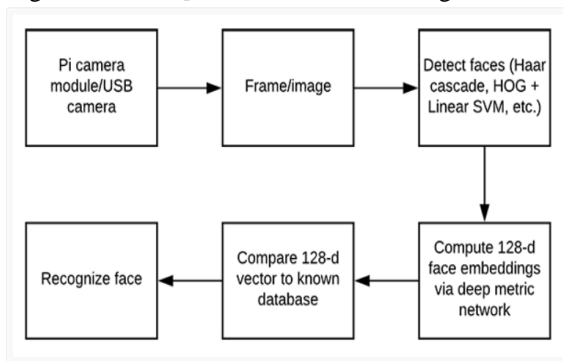 Pi camera
module/USB
camera
Frame/image
Detect faces (Haar
cascade, HOG +
Linear SVM, etc.)
Compute 128-d
face embeddings
via deep metric
network
Compare 128-d
vector to known
database
Recognize face